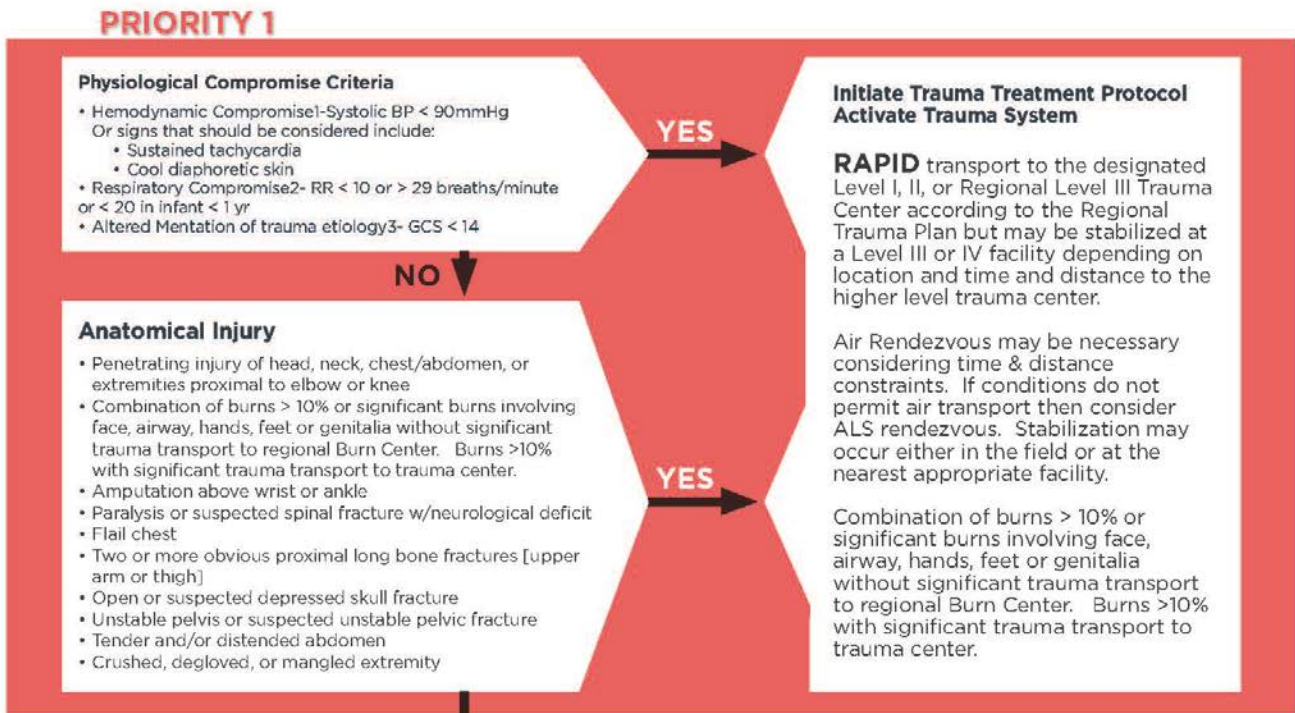 PRIORITY 1
Physiological Compromise Criteria
• Hemodynamic Compromise1-Systolic BP < 90mmHg
Or signs that should be considered include:
• Sustained tachycardia
• Cool diaphoretic skin
• Respiratory Compromise2- RR < 10 or > 29 breaths/minute
or < 20 in infant < 1 yr
• Altered Mentation of trauma etiology3- GCS < 14
YES
Initiate Trauma Treatment Protocol
Activate Trauma System
RAPID transport to the designated
Level I, II, or Regional Level III Trauma
Center according to the Regional
Trauma Plan but may be stabilized at
a Level III or IV facility depending on
location and time and distance to the
higher level trauma center.
Air Rendezvous may be necessary
considering time & distance
constraints. If conditions do not
permit air transport then consider
ALS rendezvous. Stabilization may
occur either in the field or at the
nearest appropriate facility.
Combination of burns > 10% or
significant burns involving face,
airway, hands, feet or genitalia
without significant trauma transport
to regional Burn Center. Burns >10%
with significant trauma transport to
trauma center.
NO
Anatomical Injury
• Penetrating injury of head, neck, chest/abdomen, or
extremities proximal to elbow or knee
• Combination of burns > 10% or significant burns involving
face, airway, hands, feet or genitalia without significant
trauma transport to regional Burn Center. Burns >10%
with significant trauma transport to trauma center.
• Amputation above wrist or ankle
• Paralysis or suspected spinal fracture w/neurological deficit
• Flail chest
• Two or more obvious proximal long bone fractures [upper
arm or thigh]
• Open or suspected depressed skull fracture
• Unstable pelvis or suspected unstable pelvic fracture
• Tender and/or distended abdomen
• Crushed, degloved, or mangled extremity
YES